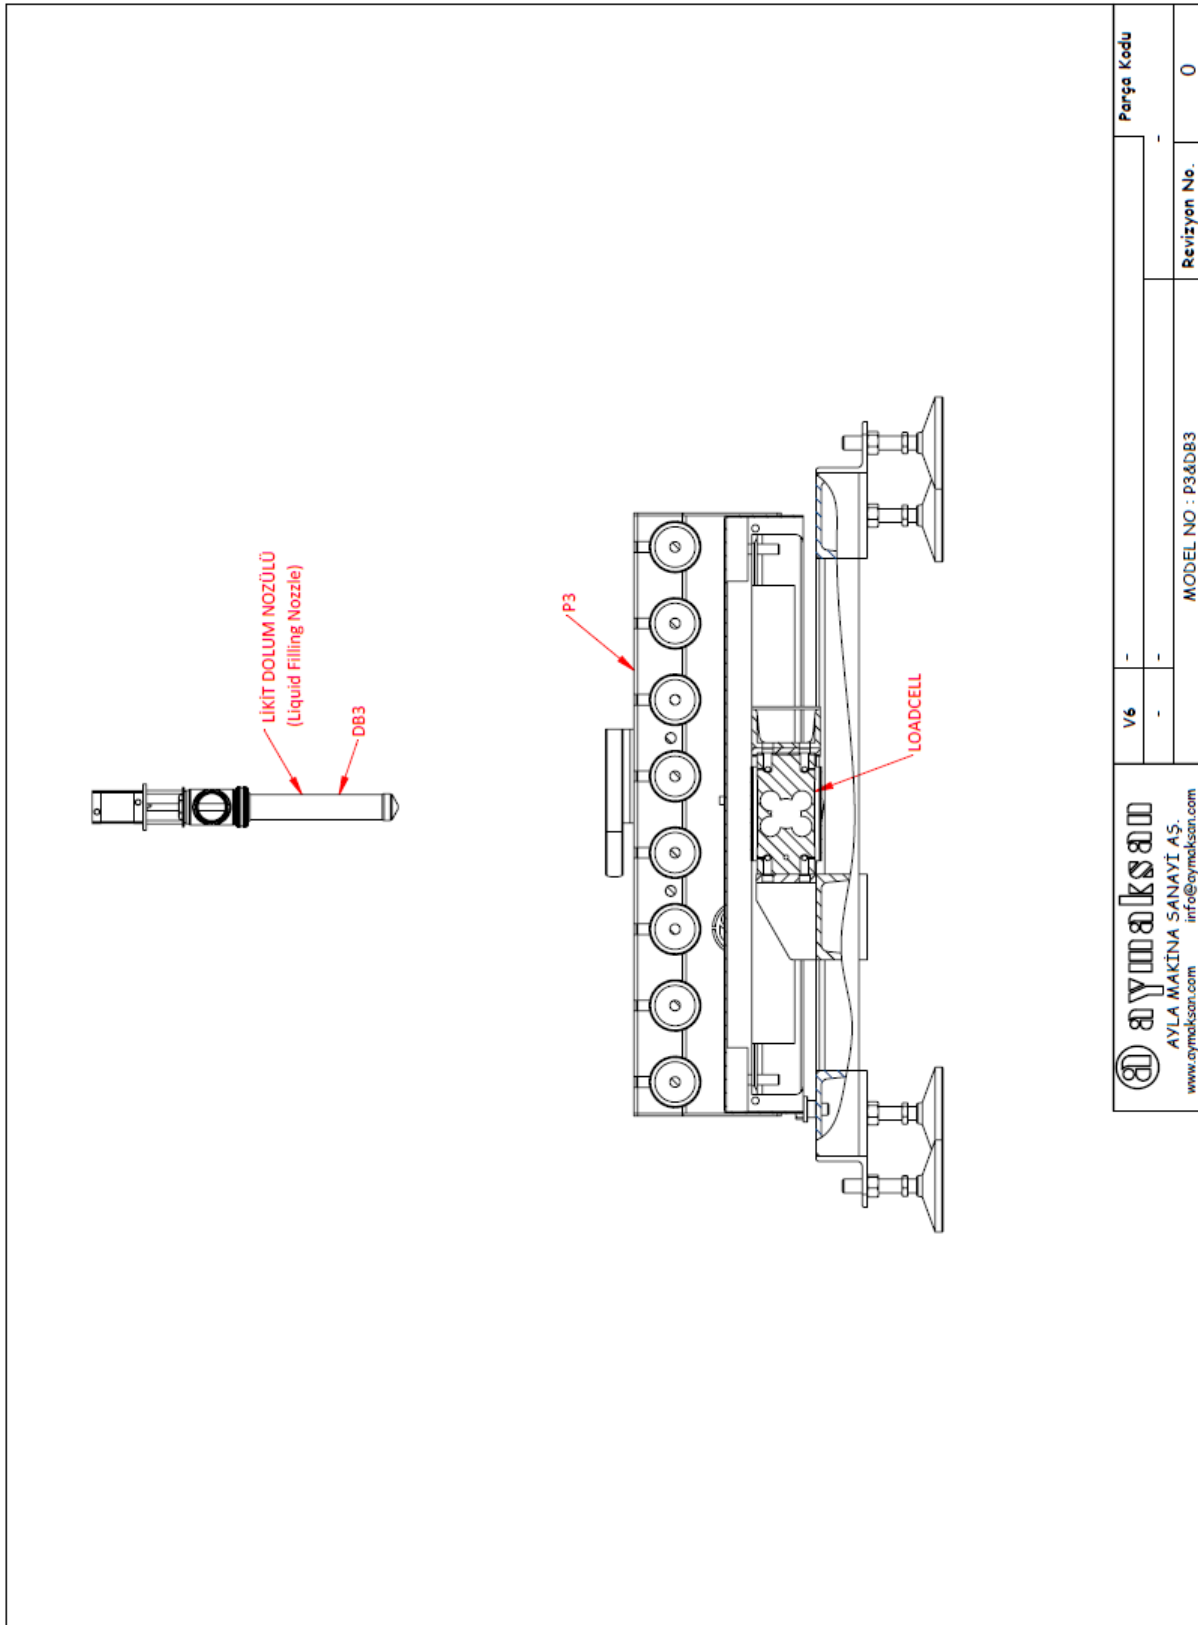 LİKİT DOLUM NOZÜLÜ
(Liquid Filling Nozzle)
DB3
P3
LOADCELL
aymaksan
AYLA MAKİNA SANAYİ AŞ.
www.aymaksan.com info@aymaksan.com
V6 - Parça Kodu
- - -
MODEL NO : P3&DB3 Revizyon No. 0